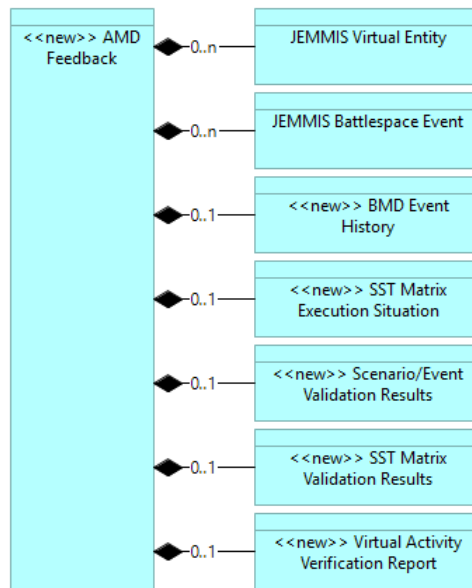 <<new>> AMD
Feedback
0..n
JEMMIS Virtual Entity
0..n
JEMMIS Battlespace Event
0..1
<<new>> BMD Event
History
0..1
<<new>> SST Matrix
Execution Situation
0..1
<<new>> Scenario/Event
Validation Results
0..1
<<new>> SST Matrix
Validation Results
0..1
<<new>> Virtual Activity
Verification Report